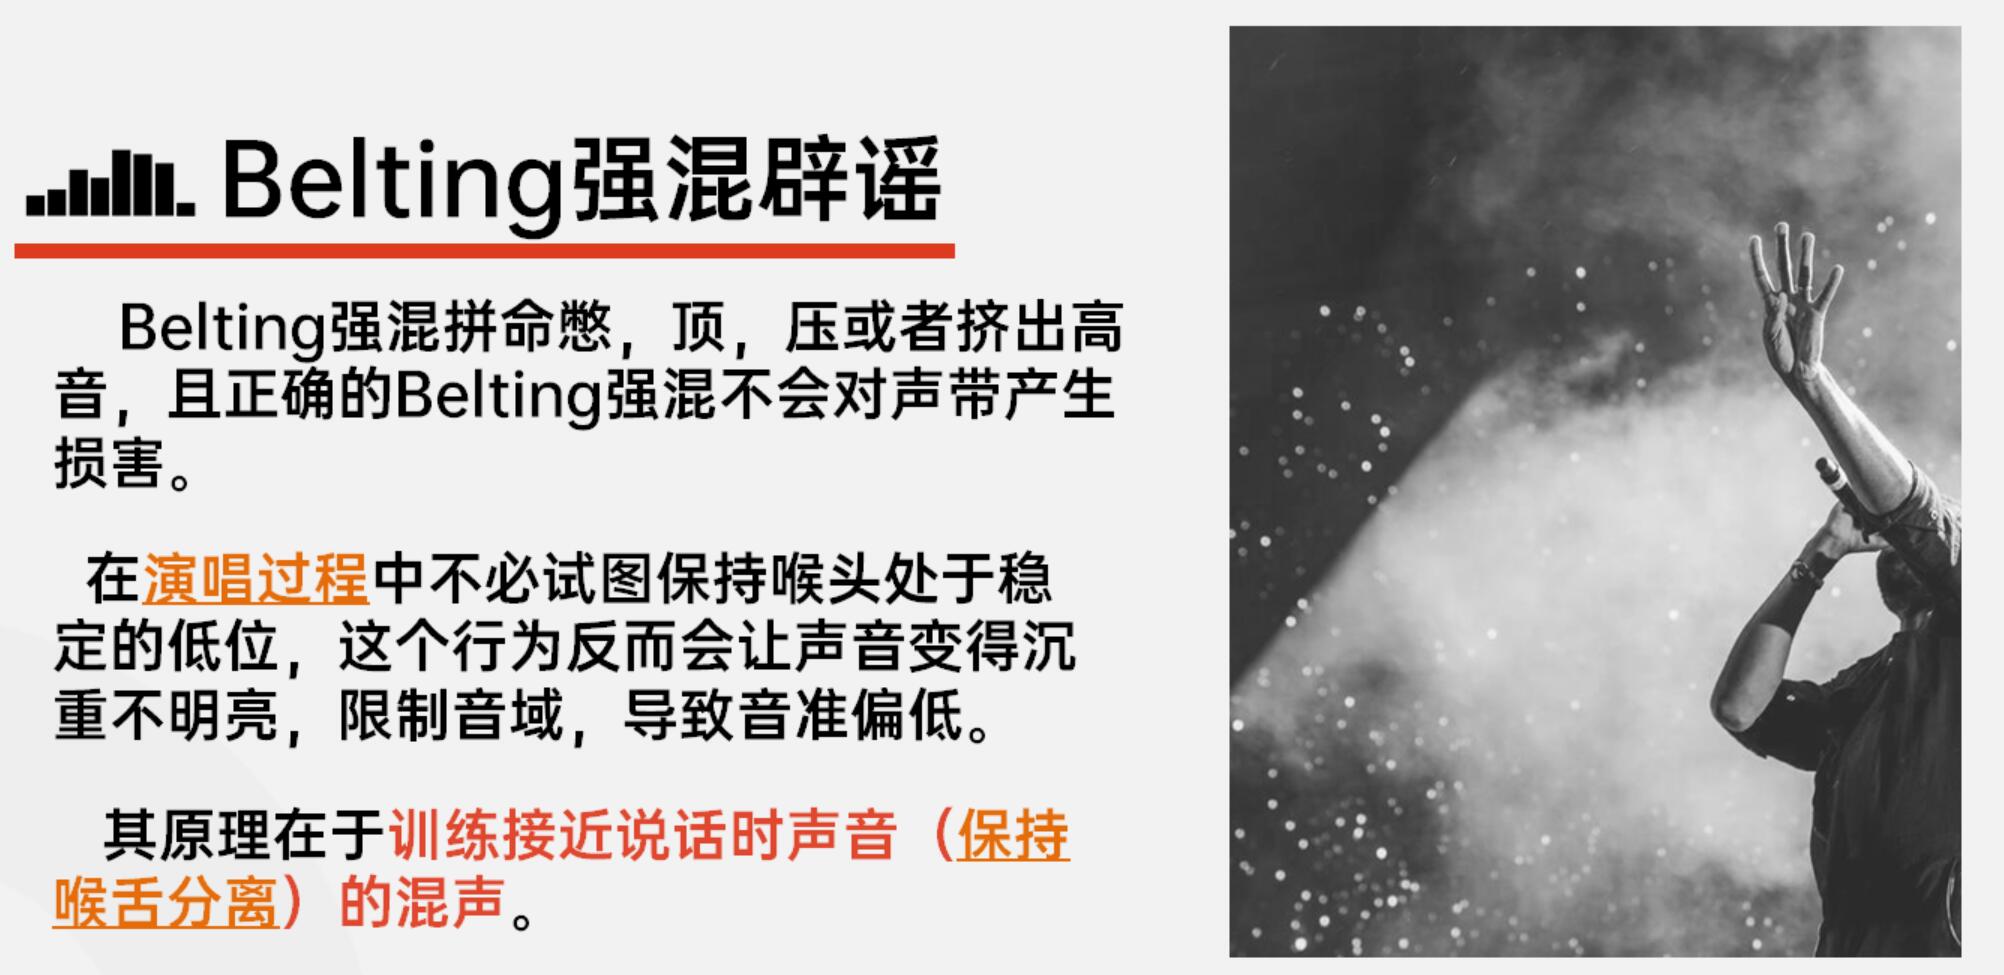 Belting强混辟谣
Belting强混拼命憋，顶，压或者挤出高
音，且正确的Belting强混不会对声带产生
损害。
在演唱过程中不必试图保持喉头处于稳
定的低位，这个行为反而会让声音变得沉
重不明亮，限制音域，导致音准偏低。
其原理在于训练接近说话时声音（保持
喉舌分离）的混声。